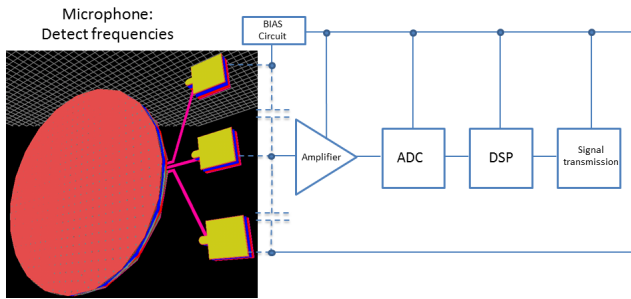 Microphone:
Detect frequencies
BIAS
Circuit
Amplifier
ADC
DSP
Signal
transmission